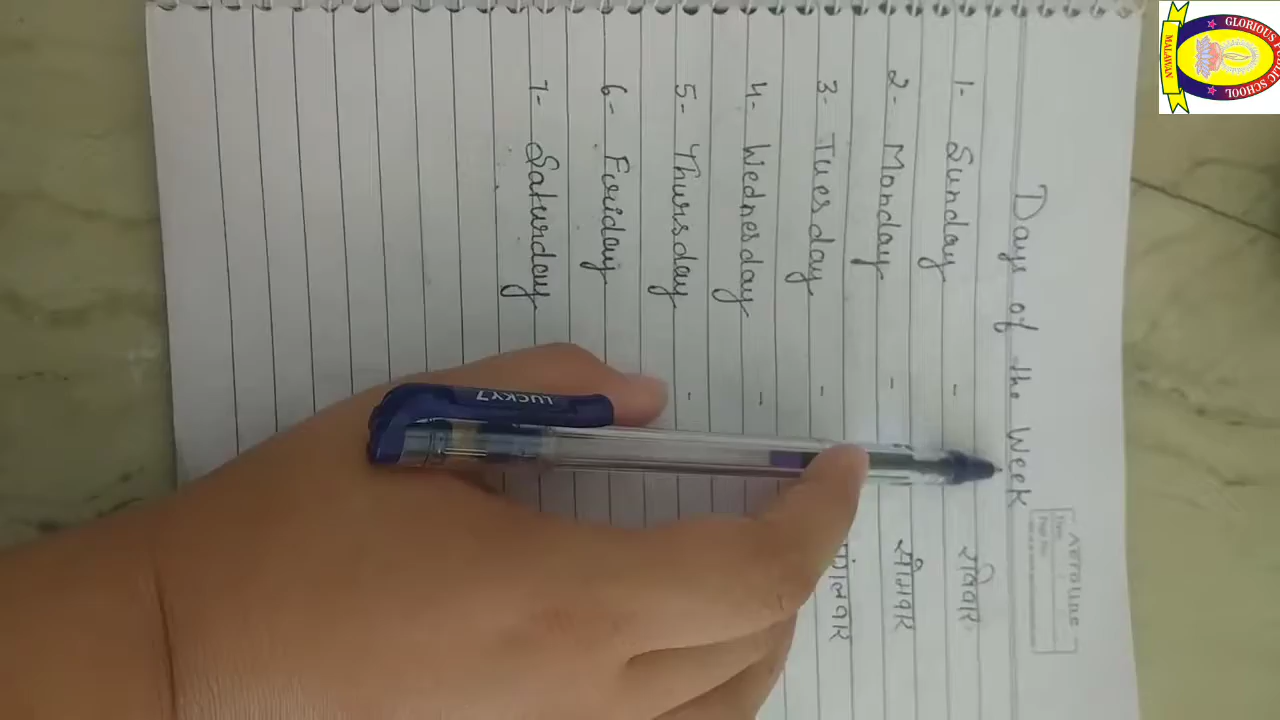 Days of the Week
1- Sunday - रविवार
2- Monday - सोमवार
3- Tuesday -
4- Wednesday -
5- Thursday -
6- Foriday
7- Saturday
LUCKY7
GLORIOUS PUBLIC SCHOOL
MALAWAN